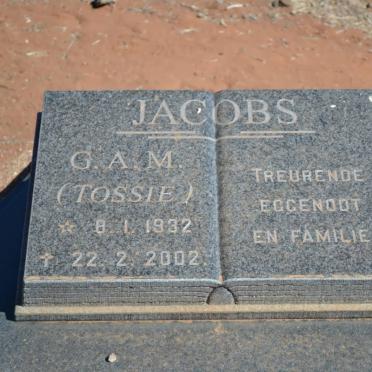 JACOBS
G. A. M.
(TOSSIE)
☆ 8. 1. 1932
✝ 22. 2. 2002.
TREURENDE
EGGENOOT
EN FAMILIE